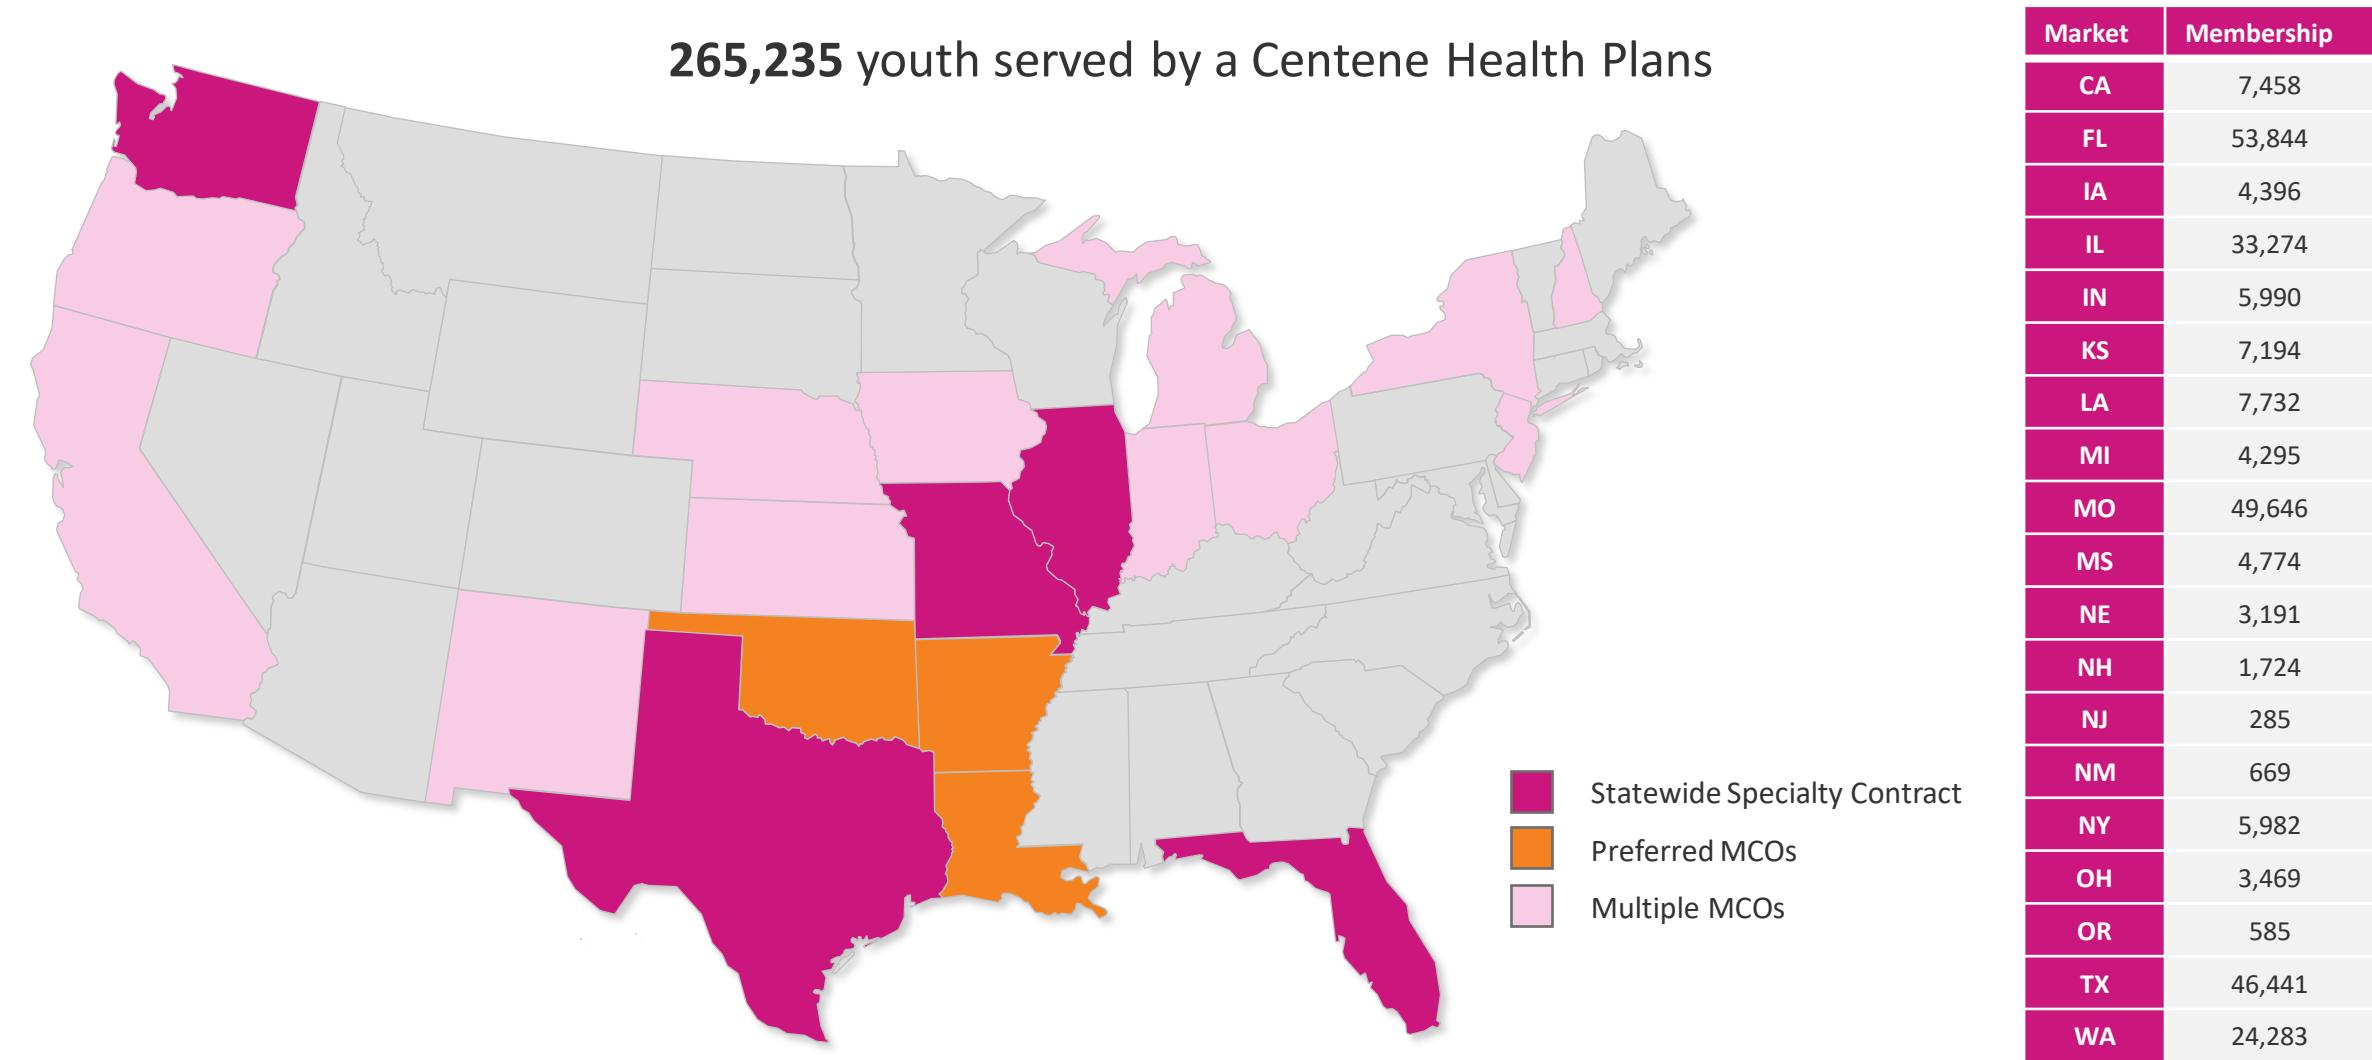 265,235 youth served by a Centene Health Plans
Market Membership
CA 7,458
FL 53,844
IA 4,396
IL 33,274
IN 5,990
KS 7,194
LA 7,732
MI 4,295
MO 49,646
MS 4,774
NE 3,191
NH 1,724
NJ 285
NM 669
NY 5,982
OH 3,469
OR 585
TX 46,441
WA 24,283
Statewide Specialty Contract
Preferred MCOs
Multiple MCOs